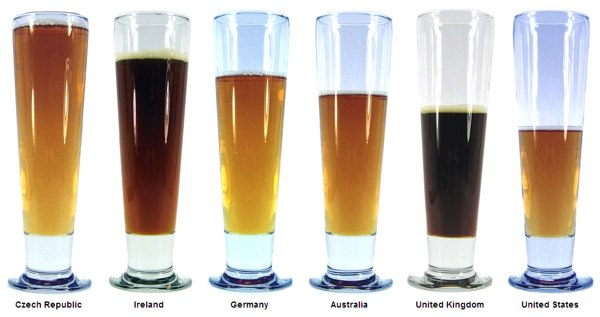 Czech Republic
Ireland
Germany
Australia
United Kingdom
United States